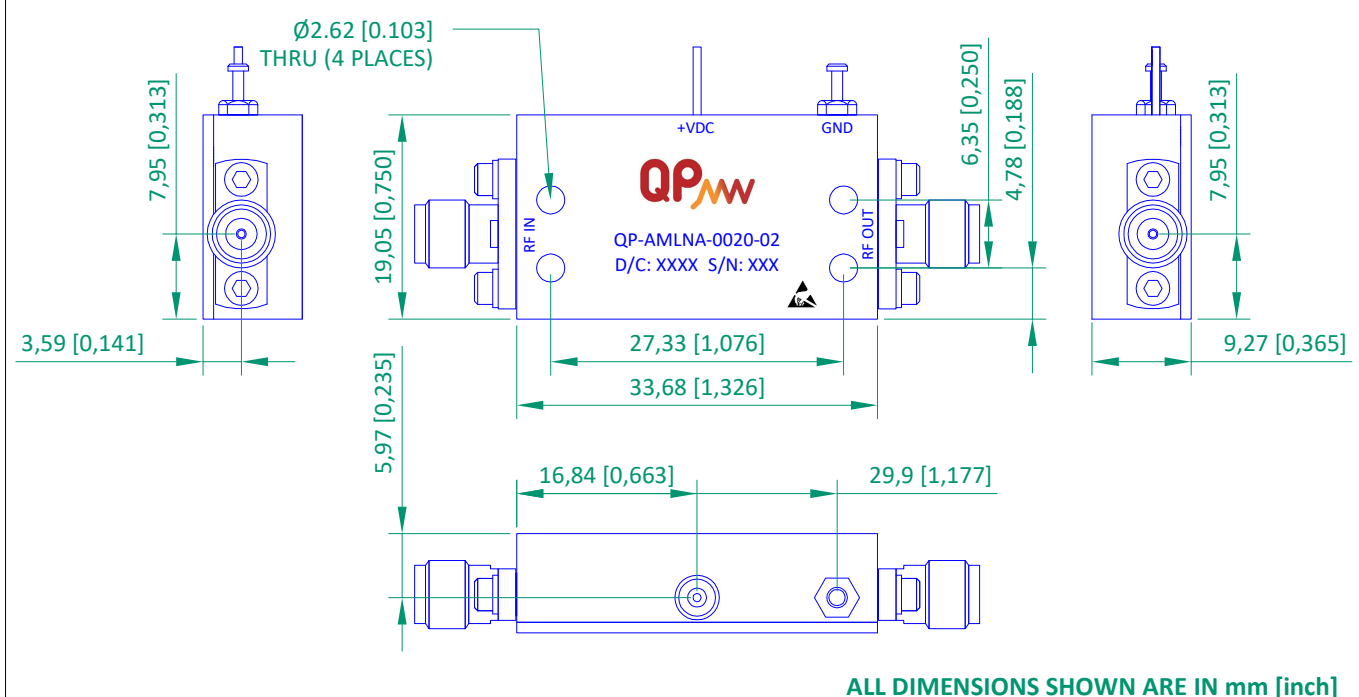 Ø2.62 [0.103]
THRU (4 PLACES)
7,95 [0,313]
3,59 [0,141]
19,05 [0,750]
+VDC
GND
QPMW
RF IN
QP-AMLNA-0020-02
D/C: XXXX S/N: XXX
RF OUT
6,35 [0,250]
4,78 [0,188]
27,33 [1,076]
33,68 [1,326]
7,95 [0,313]
9,27 [0,365]
5,97 [0,235]
16,84 [0,663]
29,9 [1,177]
ALL DIMENSIONS SHOWN ARE IN mm [inch]